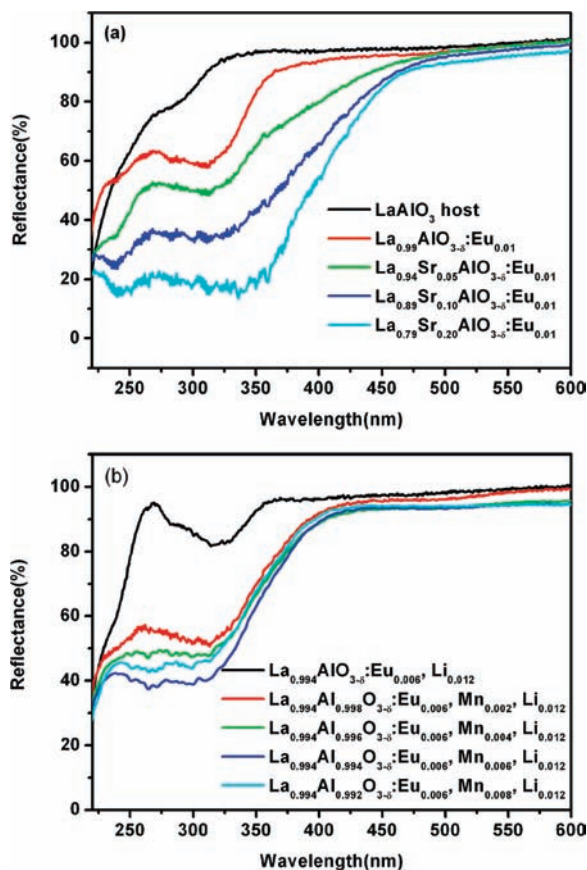 (a)
100
80
60
40
20
0
Reflectance(%)
LaAlO₃ host
La₀.₉₉AlO₃₋δ:Eu₀.₀₁
La₀.₉₄Sr₀.₀₅AlO₃₋δ:Eu₀.₀₁
La₀.₈₉Sr₀.₁₀AlO₃₋δ:Eu₀.₀₁
La₀.₇₉Sr₀.₂₀AlO₃₋δ:Eu₀.₀₁
250 300 350 400 450 500 550 600
Wavelength(nm)
(b)
100
80
60
40
20
0
Reflectance(%)
La₀.₉₉₄AlO₃₋δ:Eu₀.₀₀₆, Li₀.₀₁₂
La₀.₉₉₄Al₀.₉₉₈O₃₋δ:Eu₀.₀₀₆, Mn₀.₀₀₂, Li₀.₀₁₂
La₀.₉₉₄Al₀.₉₉₆O₃₋δ:Eu₀.₀₀₆, Mn₀.₀₀₄, Li₀.₀₁₂
La₀.₉₉₄Al₀.₉₉₄O₃₋δ:Eu₀.₀₀₆, Mn₀.₀₀₆, Li₀.₀₁₂
La₀.₉₉₄Al₀.₉₉₂O₃₋δ:Eu₀.₀₀₆, Mn₀.₀₀₈, Li₀.₀₁₂
250 300 350 400 450 500 550 600
Wavelength(nm)